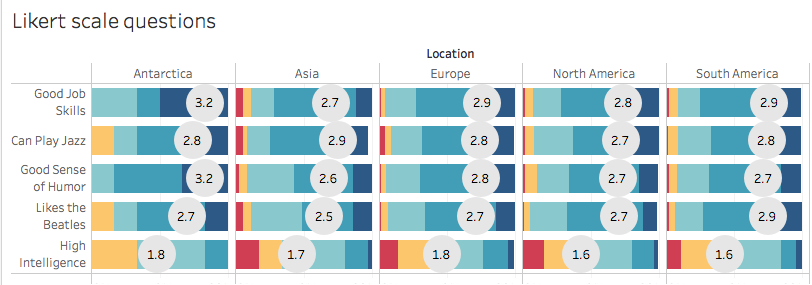 Likert scale questions
Location
Antarctica Asia Europe North America South America
Good Job
Skills
3.2 2.7 2.9 2.8 2.9
Can Play Jazz 2.8 2.9 2.8 2.7 2.8
Good Sense
of Humor
3.2 2.6 2.8 2.7 2.7
Likes the
Beatles
2.7 2.5 2.7 2.7 2.9
High
Intelligence
1.8 1.7 1.8 1.6 1.6